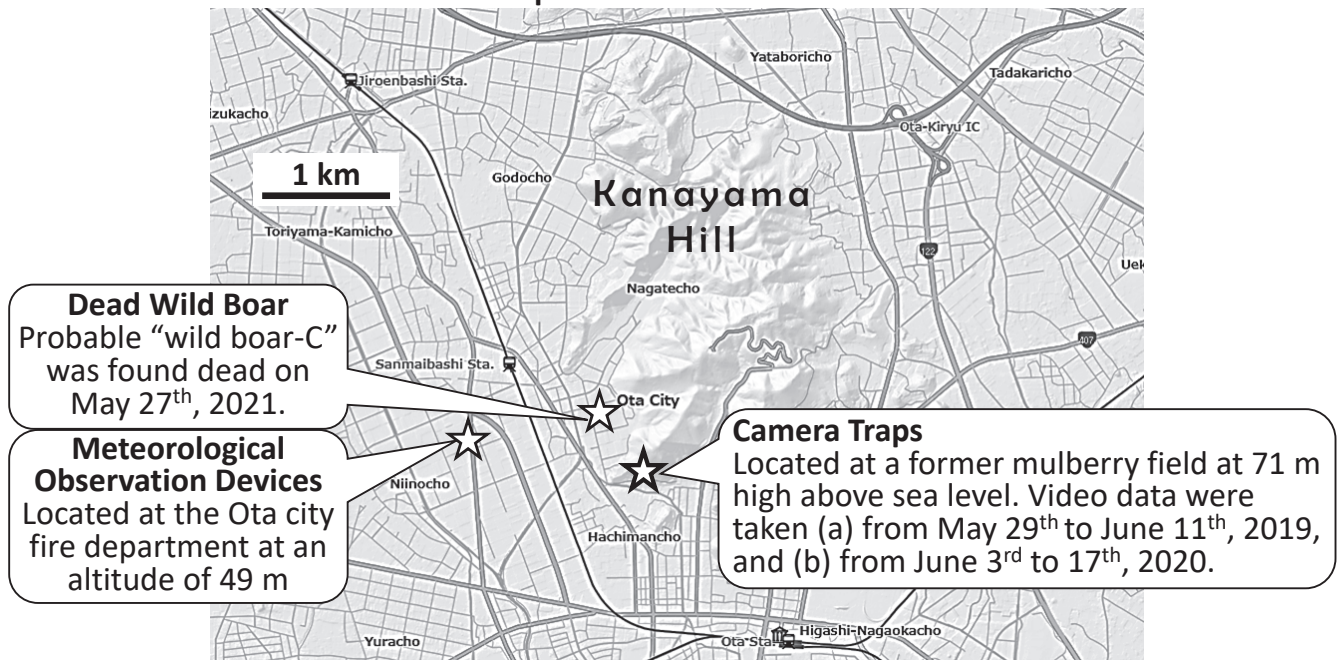 Yataboricho
Jiroenbashi Sta.
Tadakaricho
izukacho
Ota-Kiryu IC
1 km
Godocho
Kanayama
Hill
Toriyama-Kamicho
122
Uek
Nagatecho
Dead Wild Boar
Probable “wild boar-C”
was found dead on
May 27th, 2021.
407
Sanmaibashi Sta.
Ota City
Meteorological
Observation Devices
Located at the Ota city
fire department at an
altitude of 49 m
Camera Traps
Located at a former mulberry field at 71 m
high above sea level. Video data were
taken (a) from May 29th to June 11th, 2019,
and (b) from June 3rd to 17th, 2020.
Niinocho
Hachimancho
Yuracho
Ota Sta.
Higashi-Nagaokacho